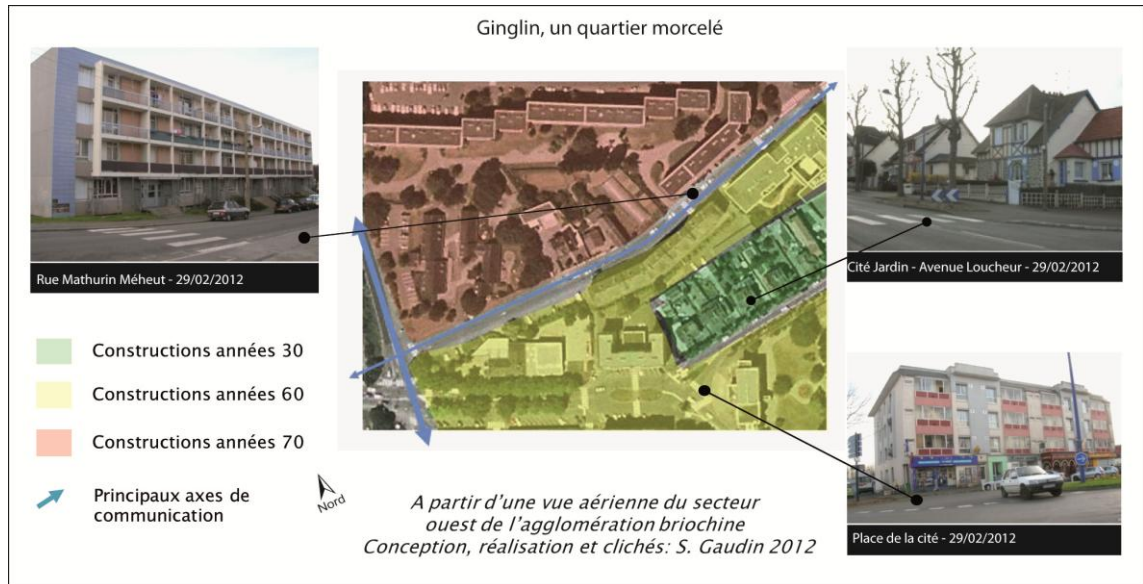 Ginglin, un quartier morcelé
Rue Mathurin Méheut - 29/02/2012
Cité Jardin - Avenue Loucheur - 29/02/2012
Constructions années 30
Constructions années 60
Constructions années 70
Principaux axes de
communication
Nord
A partir d'une vue aérienne du secteur
ouest de l'agglomération briochine
Conception, réalisation et clichés: S. Gaudin 2012
Place de la cité - 29/02/2012